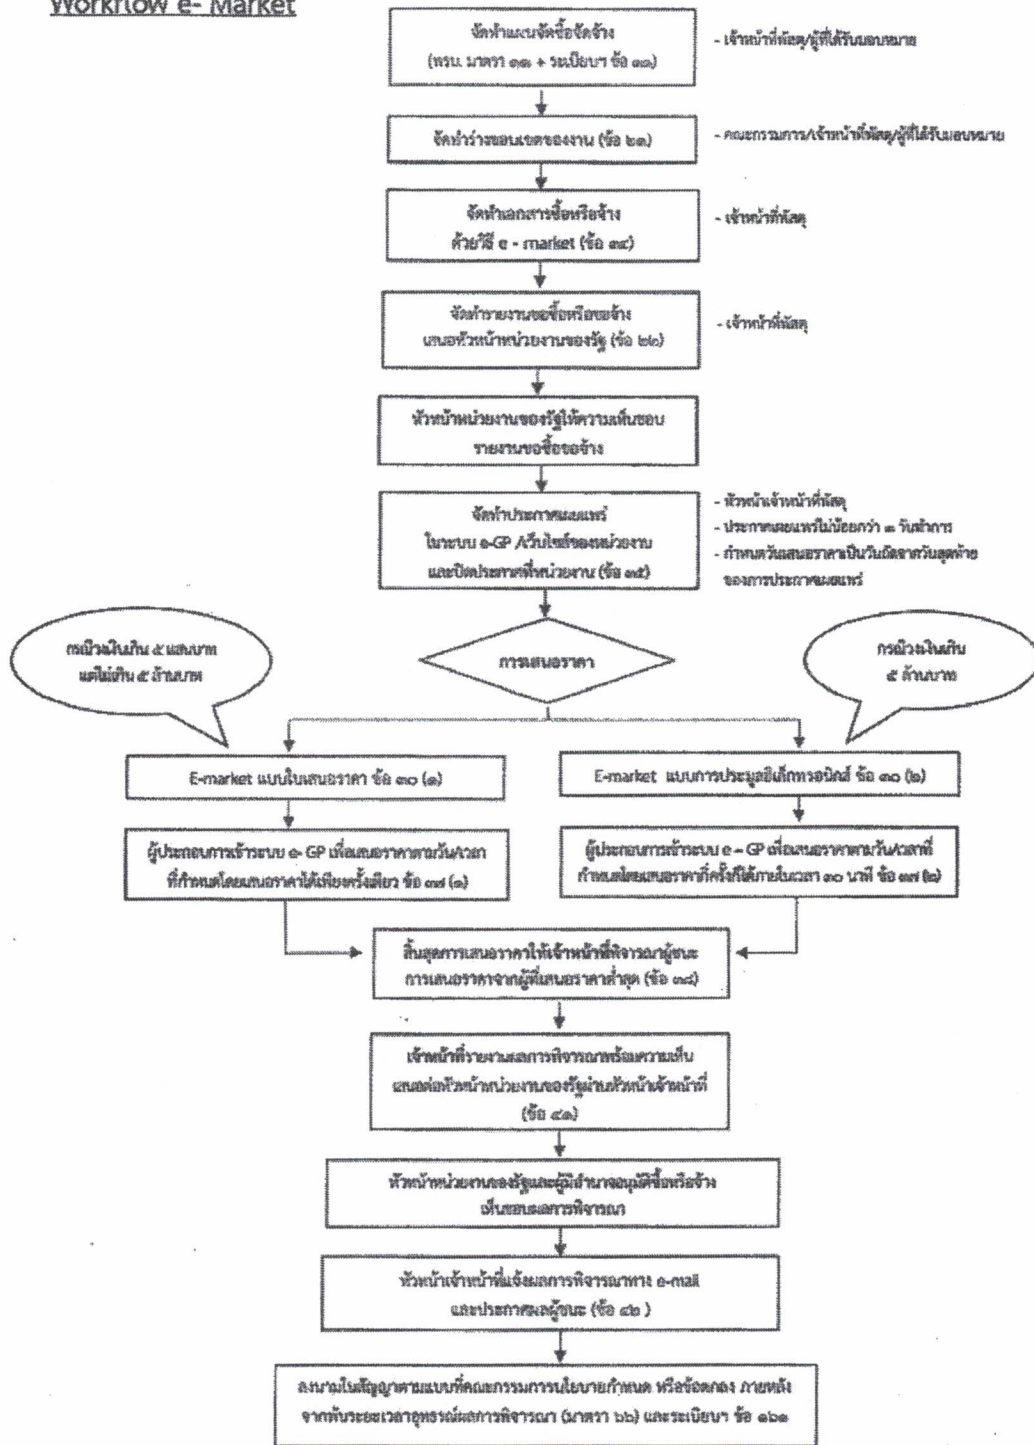 Workflow e- Market
จัดทำแผนจัดซื้อจัดจ้าง
(พรบ. มาตรา ๑๑ + ระเบียบฯ ข้อ ๑๑)
- เจ้าหน้าที่พัสดุ/ผู้ที่ได้รับมอบหมาย
จัดทำร่างขอบเขตของงาน (ข้อ ๒๑)
- คณะกรรมการ/เจ้าหน้าที่พัสดุ/ผู้ที่ได้รับมอบหมาย
จัดทำเอกสารซื้อหรือจ้าง
ด้วยวิธี e - market (ข้อ ๓๔)
- เจ้าหน้าที่พัสดุ
จัดทำรายงานขอซื้อหรือขอจ้าง
เสนอหัวหน้าหน่วยงานของรัฐ (ข้อ ๒๒)
- เจ้าหน้าที่พัสดุ
หัวหน้าหน่วยงานของรัฐให้ความเห็นชอบ
รายงานขอซื้อขอจ้าง
จัดทำประกาศเผยแพร่
ในระบบ e-GP /เว็บไซต์ของหน่วยงาน
และปิดประกาศที่หน่วยงาน (ข้อ ๓๕)
- หัวหน้าเจ้าหน้าที่พัสดุ
- ประกาศเผยแพร่ไม่น้อยกว่า ๓ วันทำการ
- กำหนดวันเสนอราคาเป็นวันถัดจากวันสุดท้าย
ของการประกาศเผยแพร่
กรณีวงเงินเกิน ๕ แสนบาท
แต่ไม่เกิน ๕ ล้านบาท
การเสนอราคา
กรณีวงเงินเกิน
๕ ล้านบาท
E-market แบบใบเสนอราคา ข้อ ๓๐ (๑)
E-market แบบการประมูลอิเล็กทรอนิกส์ ข้อ ๓๐ (๒)
ผู้ประกอบการเข้าระบบ e- GP เพื่อเสนอราคาตามวัน/เวลา
ที่กำหนดโดยเสนอราคาได้เพียงครั้งเดียว ข้อ ๓๗ (๑)
ผู้ประกอบการเข้าระบบ e – GP เพื่อเสนอราคาตามวัน/เวลาที่
กำหนดโดยเสนอราคากี่ครั้งก็ได้ภายในเวลา ๓๐ นาที ข้อ ๓๗ (๒)
สิ้นสุดการเสนอราคาให้เจ้าหน้าที่พิจารณาผู้ชนะ
การเสนอราคาจากผู้ที่เสนอราคาต่ำสุด (ข้อ ๓๘)
เจ้าหน้าที่รายงานผลการพิจารณาพร้อมความเห็น
เสนอต่อหัวหน้าหน่วยงานของรัฐผ่านหัวหน้าเจ้าหน้าที่
(ข้อ ๔๑)
หัวหน้าหน่วยงานของรัฐและผู้มีอำนาจอนุมัติซื้อหรือจ้าง
เห็นชอบผลการพิจารณา
หัวหน้าเจ้าหน้าที่แจ้งผลการพิจารณาทาง e-mail
และประกาศผลผู้ชนะ (ข้อ ๔๒ )
ลงนามในสัญญาตามแบบที่คณะกรรมการนโยบายกำหนด หรือข้อตกลง ภายหลัง
จากพ้นระยะเวลาอุทธรณ์ผลการพิจารณา (มาตรา ๖๖) และระเบียบฯ ข้อ ๑๖๑